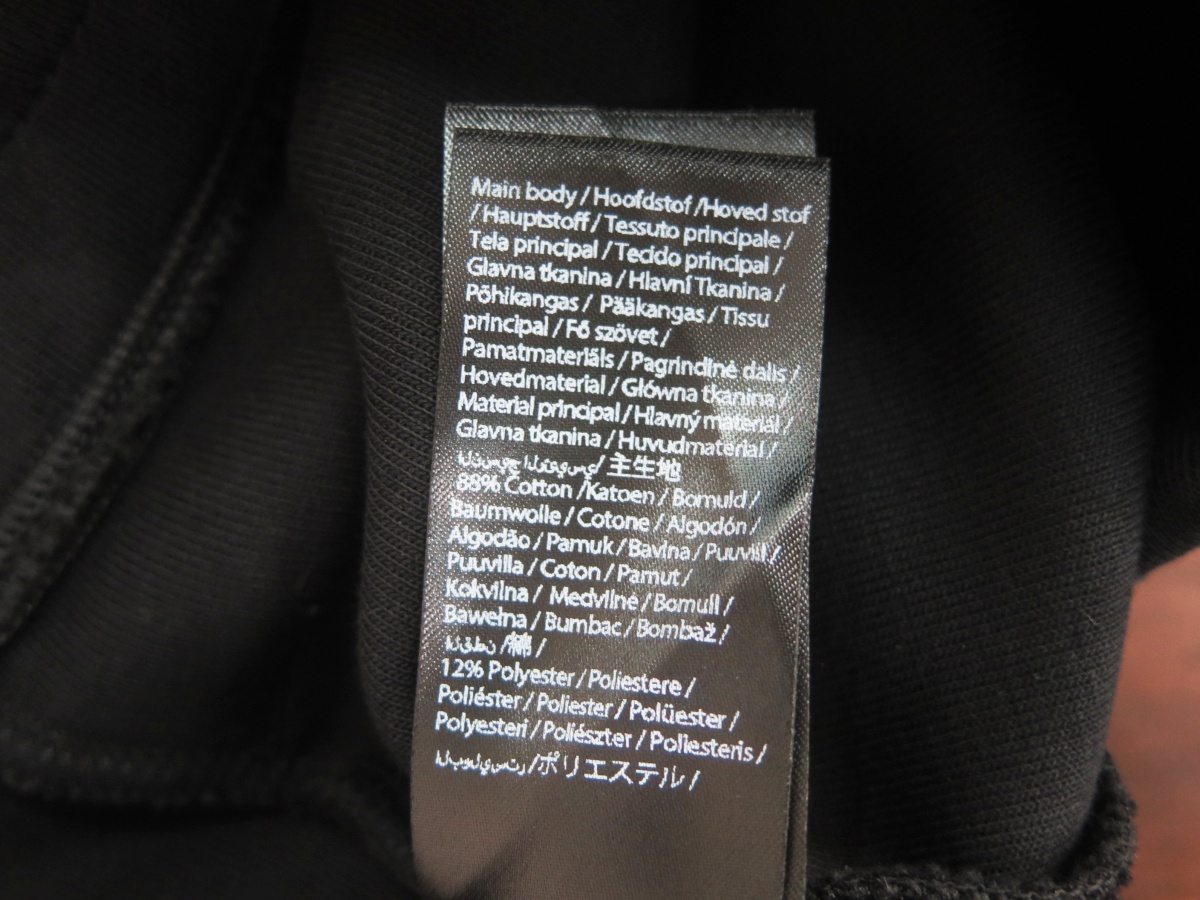 Main body / Hoofdstof /Hoved stof
/ Hauptstoff / Tessuto principale /
Tela principal / Tecido principal /
Glavna tkanina / Hlavní Tkanina /
Põhikangas / Pääkangas / Tissu
principal / Fő szövet /
Pamatmateriāls / Pagrindinė dalis /
Hovedmaterial / Główna tkanina /
Material principal / Hlavný materiál /
Glavna tkanina / Huvudmaterial /
/ 主生地
88% Cotton /Katoen / Bomuld /
Baumwolle / Cotone / Algodón /
Algodão / Pamuk / Bavlna / Puuvill /
Puuvilla / Coton / Pamut /
Kokvilna / Medvilnė / Bomull /
Bawełna / Bumbac / Bombaž /
القطن /綿 /
12% Polyester / Poliestere /
Poliéster / Poliester / Polüester /
Polyesteri / Poliészter / Poliesteris /
البوليستر /ポリエステル /